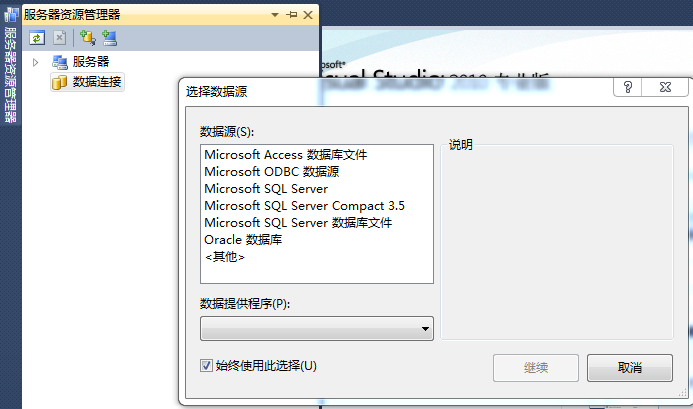 服务器资源管理器
服务器资源管理器
服务器
数据连接
rosoft®
isual Studio 2010 专业版
选择数据源
数据源(S):
说明
Microsoft Access 数据库文件
Microsoft ODBC 数据源
Microsoft SQL Server
Microsoft SQL Server Compact 3.5
Microsoft SQL Server 数据库文件
Oracle 数据库
<其他>
数据提供程序(P):
始终使用此选择(U)
继续
取消